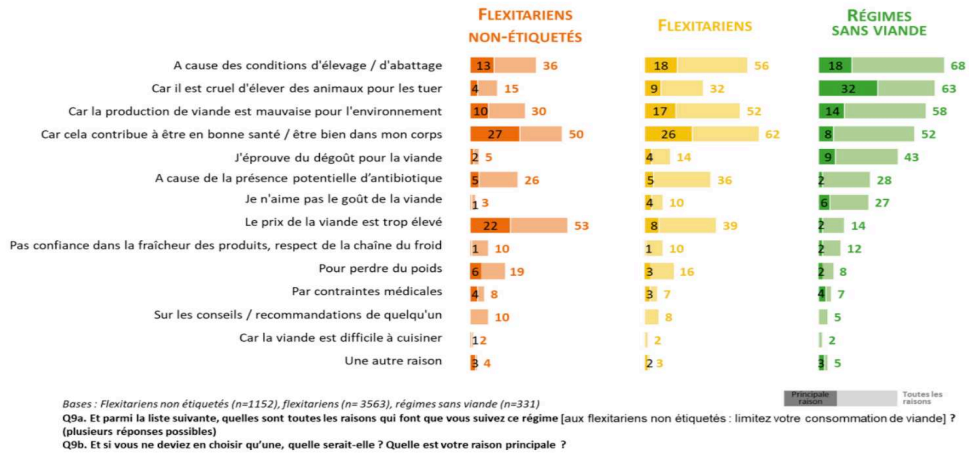 FLEXITARIENS
NON-ÉTIQUETÉS
FLEXITARIENS
RÉGIMES
SANS VIANDE
A cause des conditions d'élevage / d'abattage 13 36 18 56 18 68
Car il est cruel d'élever des animaux pour les tuer 4 15 9 32 32 63
Car la production de viande est mauvaise pour l'environnement 10 30 17 52 14 58
Car cela contribue à être en bonne santé / être bien dans mon corps 27 50 26 62 8 52
J'éprouve du dégoût pour la viande 2 5 4 14 9 43
A cause de la présence potentielle d'antibiotique 5 26 5 36 2 28
Je n'aime pas le goût de la viande 1 3 4 10 6 27
Le prix de la viande est trop élevé 22 53 8 39 2 14
Pas confiance dans la fraîcheur des produits, respect de la chaîne du froid 1 10 1 10 2 12
Pour perdre du poids 6 19 3 16 2 8
Par contraintes médicales 4 8 3 7 4 7
Sur les conseils / recommandations de quelqu'un 10 8 5
Car la viande est difficile à cuisiner 1 2 2 2
Une autre raison 3 4 2 3 3 5
Principale raison
Toutes les raisons
Bases : Flexitariens non étiquetés (n=1152), flexitariens (n= 3563), régimes sans viande (n=331)
Q9a. Et parmi la liste suivante, quelles sont toutes les raisons qui font que vous suivez ce régime [aux flexitariens non étiquetés : limitez votre consommation de viande] ?
(plusieurs réponses possibles)
Q9b. Et si vous ne deviez en choisir qu'une, quelle serait-elle ? Quelle est votre raison principale ?